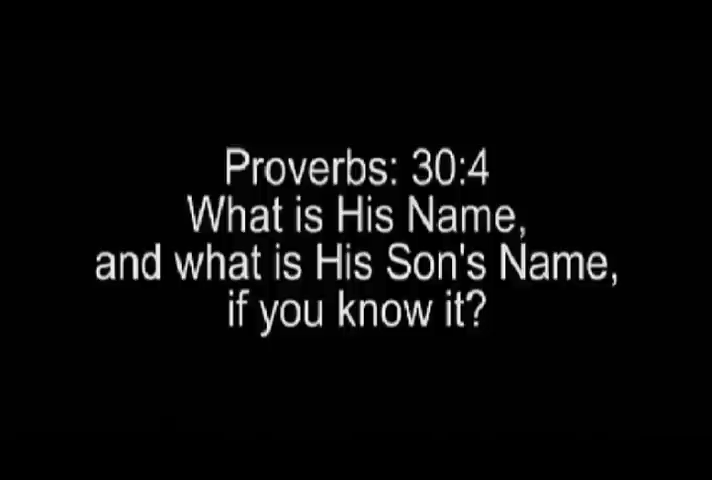 Proverbs: 30:4
What is His Name,
and what is His Son's Name,
if you know it?